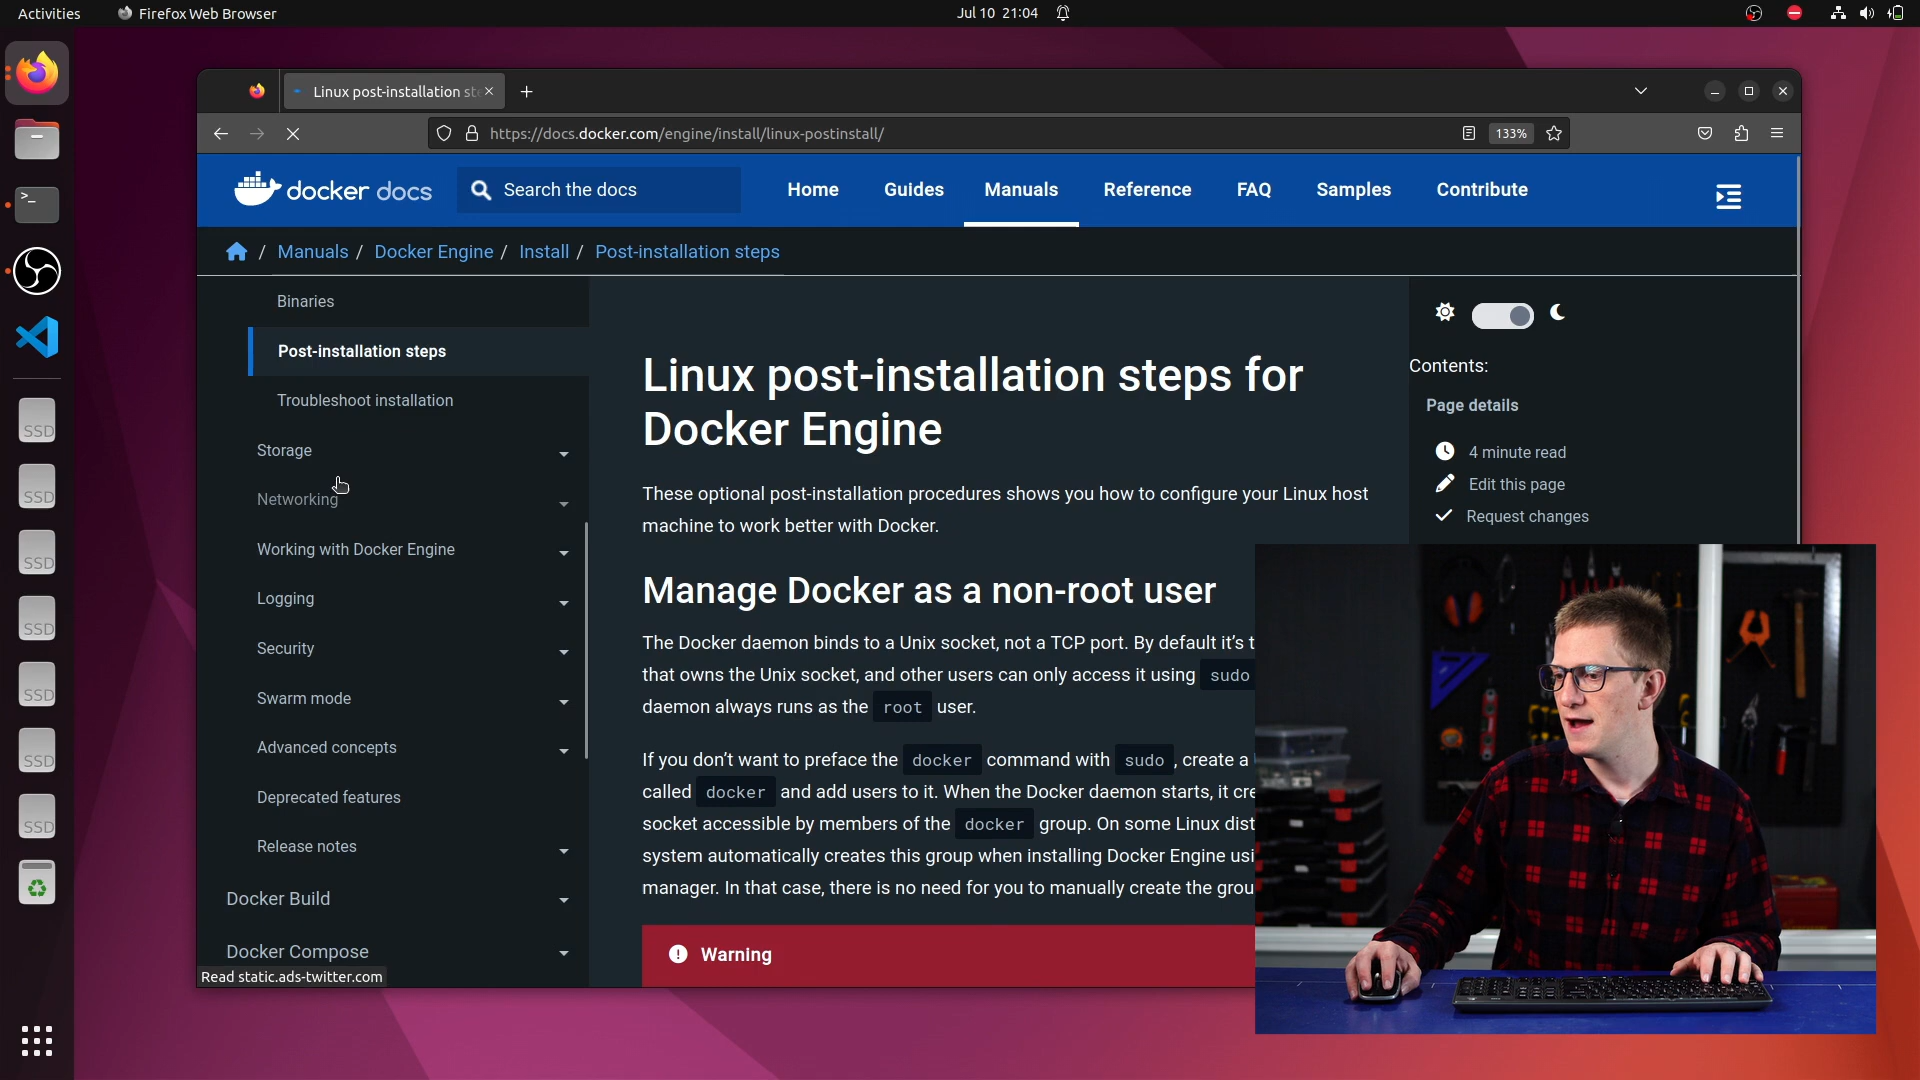 Activities
Firefox Web Browser
Jul 10 21:04
Linux post-installation ste
https://docs.docker.com/engine/install/linux-postinstall/
133%
docker docs
Search the docs
Home
Guides
Manuals
Reference
FAQ
Samples
Contribute
/ Manuals / Docker Engine / Install / Post-installation steps
Binaries
Post-installation steps
Troubleshoot installation
Storage
Networking
Working with Docker Engine
Logging
Security
Swarm mode
Advanced concepts
Deprecated features
Release notes
Docker Build
Docker Compose
Read static.ads-twitter.com
Linux post-installation steps for
Docker Engine
These optional post-installation procedures shows you how to configure your Linux host
machine to work better with Docker.
Manage Docker as a non-root user
The Docker daemon binds to a Unix socket, not a TCP port. By default it's t
that owns the Unix socket, and other users can only access it using sudo
daemon always runs as the root user.
If you don't want to preface the docker command with sudo, create a
called docker and add users to it. When the Docker daemon starts, it cre
socket accessible by members of the docker group. On some Linux dist
system automatically creates this group when installing Docker Engine usi
manager. In that case, there is no need for you to manually create the grou
Warning
Contents:
Page details
4 minute read
Edit this page
Request changes
SSD
SSD
SSD
SSD
SSD
SSD
SSD